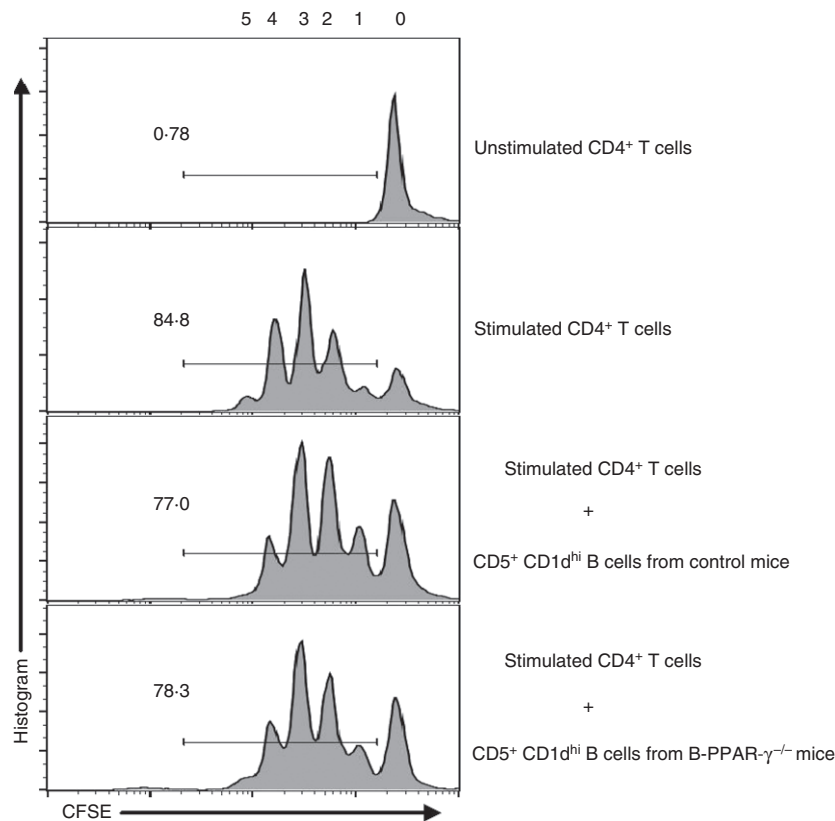 5 4 3 2 1 0
0·78
Unstimulated CD4⁺ T cells
84·8
Stimulated CD4⁺ T cells
77·0
Stimulated CD4⁺ T cells
+
CD5⁺ CD1dʰⁱ B cells from control mice
78·3
Stimulated CD4⁺ T cells
+
CD5⁺ CD1dʰⁱ B cells from B-PPAR-γ⁻/⁻ mice
Histogram
CFSE